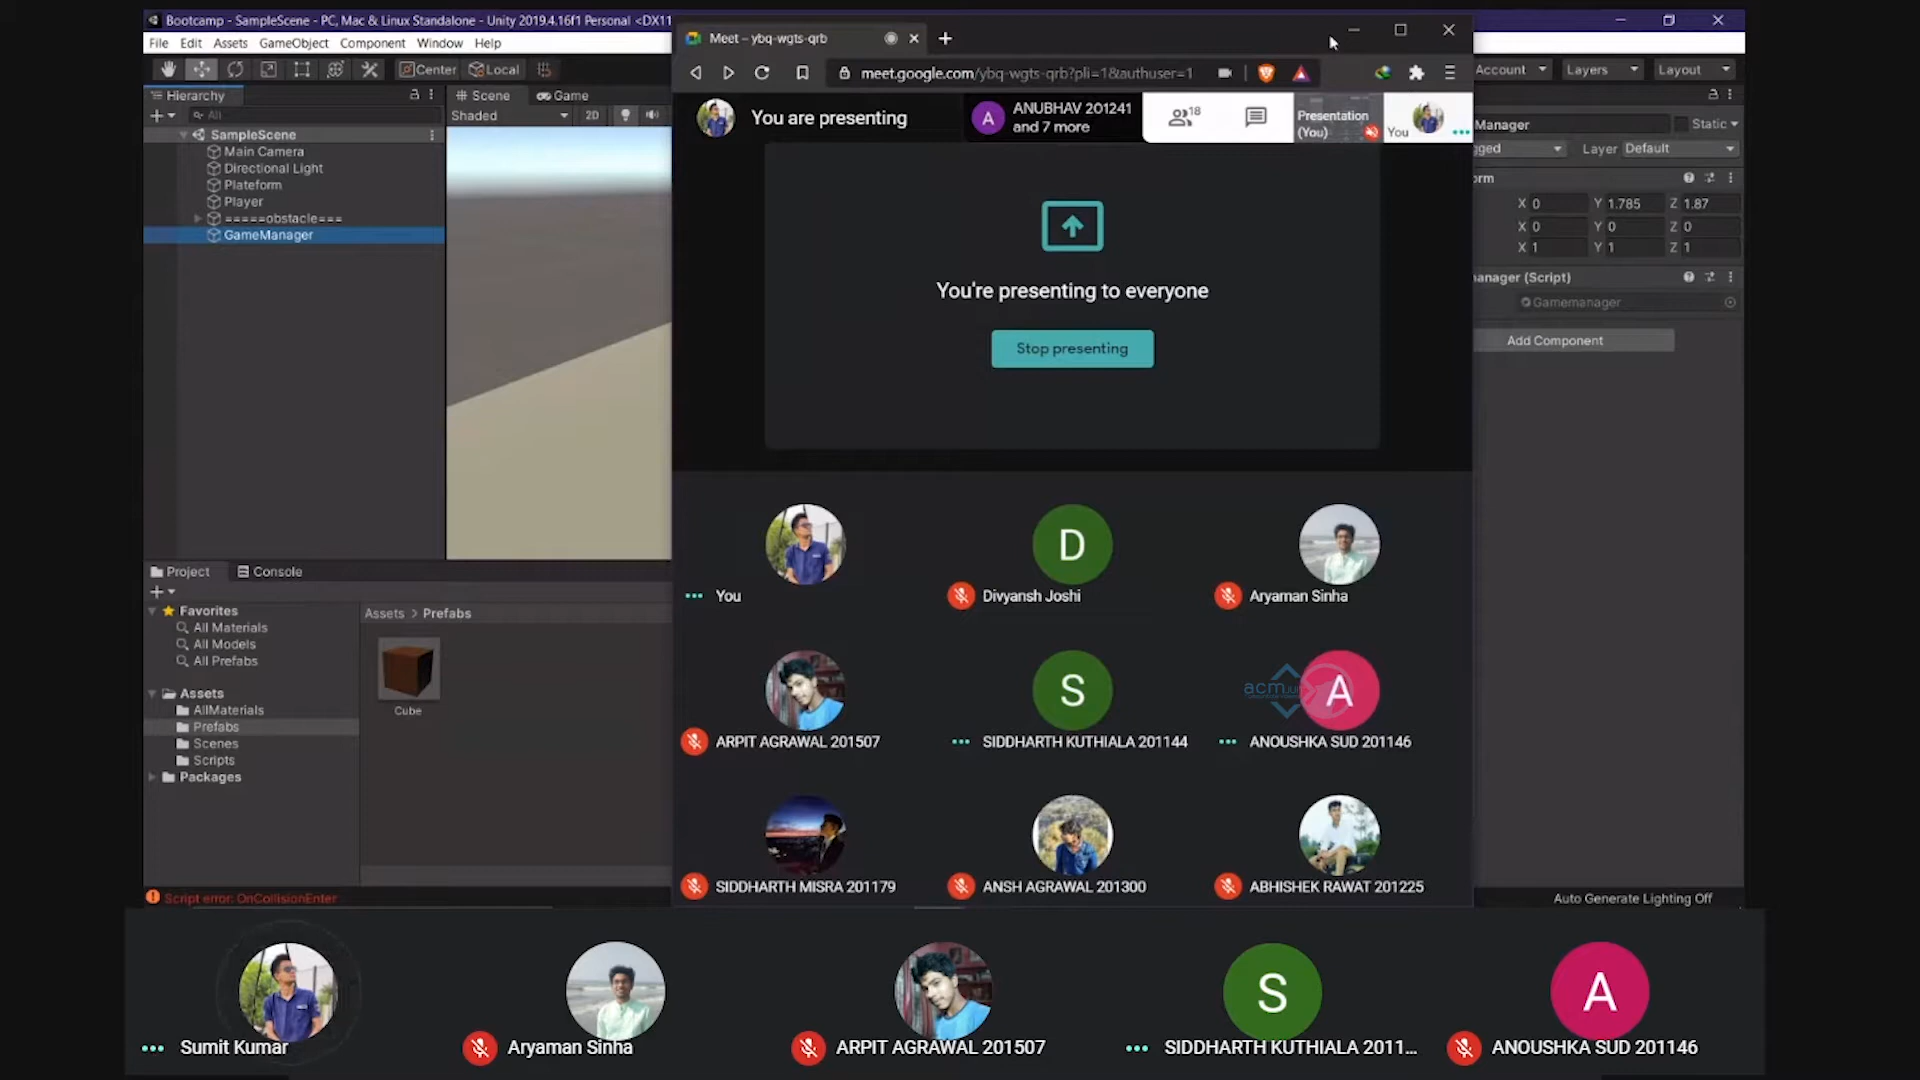 Bootcamp - SampleScene - PC, Mac & Linux Standalone - Unity 2019.4.16f1 Personal <DX11
File Edit Assets GameObject Component Window Help
Center Local
Account Layers Layout
Hierarchy
All
SampleScene
Main Camera
Directional Light
Plateform
Player
=====obstacle===
GameManager
Scene Game
Shaded 2D
Meet – ybq-wgts-qrb
meet.google.com/ybq-wgts-qrb?pli=1&authuser=1
You are presenting
A ANUBHAV 201241
and 7 more
18
Presentation
(You)
You
You're presenting to everyone
Stop presenting
You
D
Divyansh Joshi
Aryaman Sinha
ARPIT AGRAWAL 201507
S
SIDDHARTH KUTHIALA 201144
acm
A
ANOUSHKA SUD 201146
SIDDHARTH MISRA 201179
ANSH AGRAWAL 201300
ABHISHEK RAWAT 201225
Manager Static
gged Layer Default
orm
X 0 Y 1.785 Z 1.87
X 0 Y 0 Z 0
X 1 Y 1 Z 1
anager (Script)
Gamemanager
Add Component
Project Console
Favorites
All Materials
All Models
All Prefabs
Assets
AllMaterials
Prefabs
Scenes
Scripts
Packages
Assets > Prefabs
Cube
Script error: OnCollisionEnter
Auto Generate Lighting Off
Sumit Kumar
Aryaman Sinha
ARPIT AGRAWAL 201507
S
SIDDHARTH KUTHIALA 2011...
A
ANOUSHKA SUD 201146